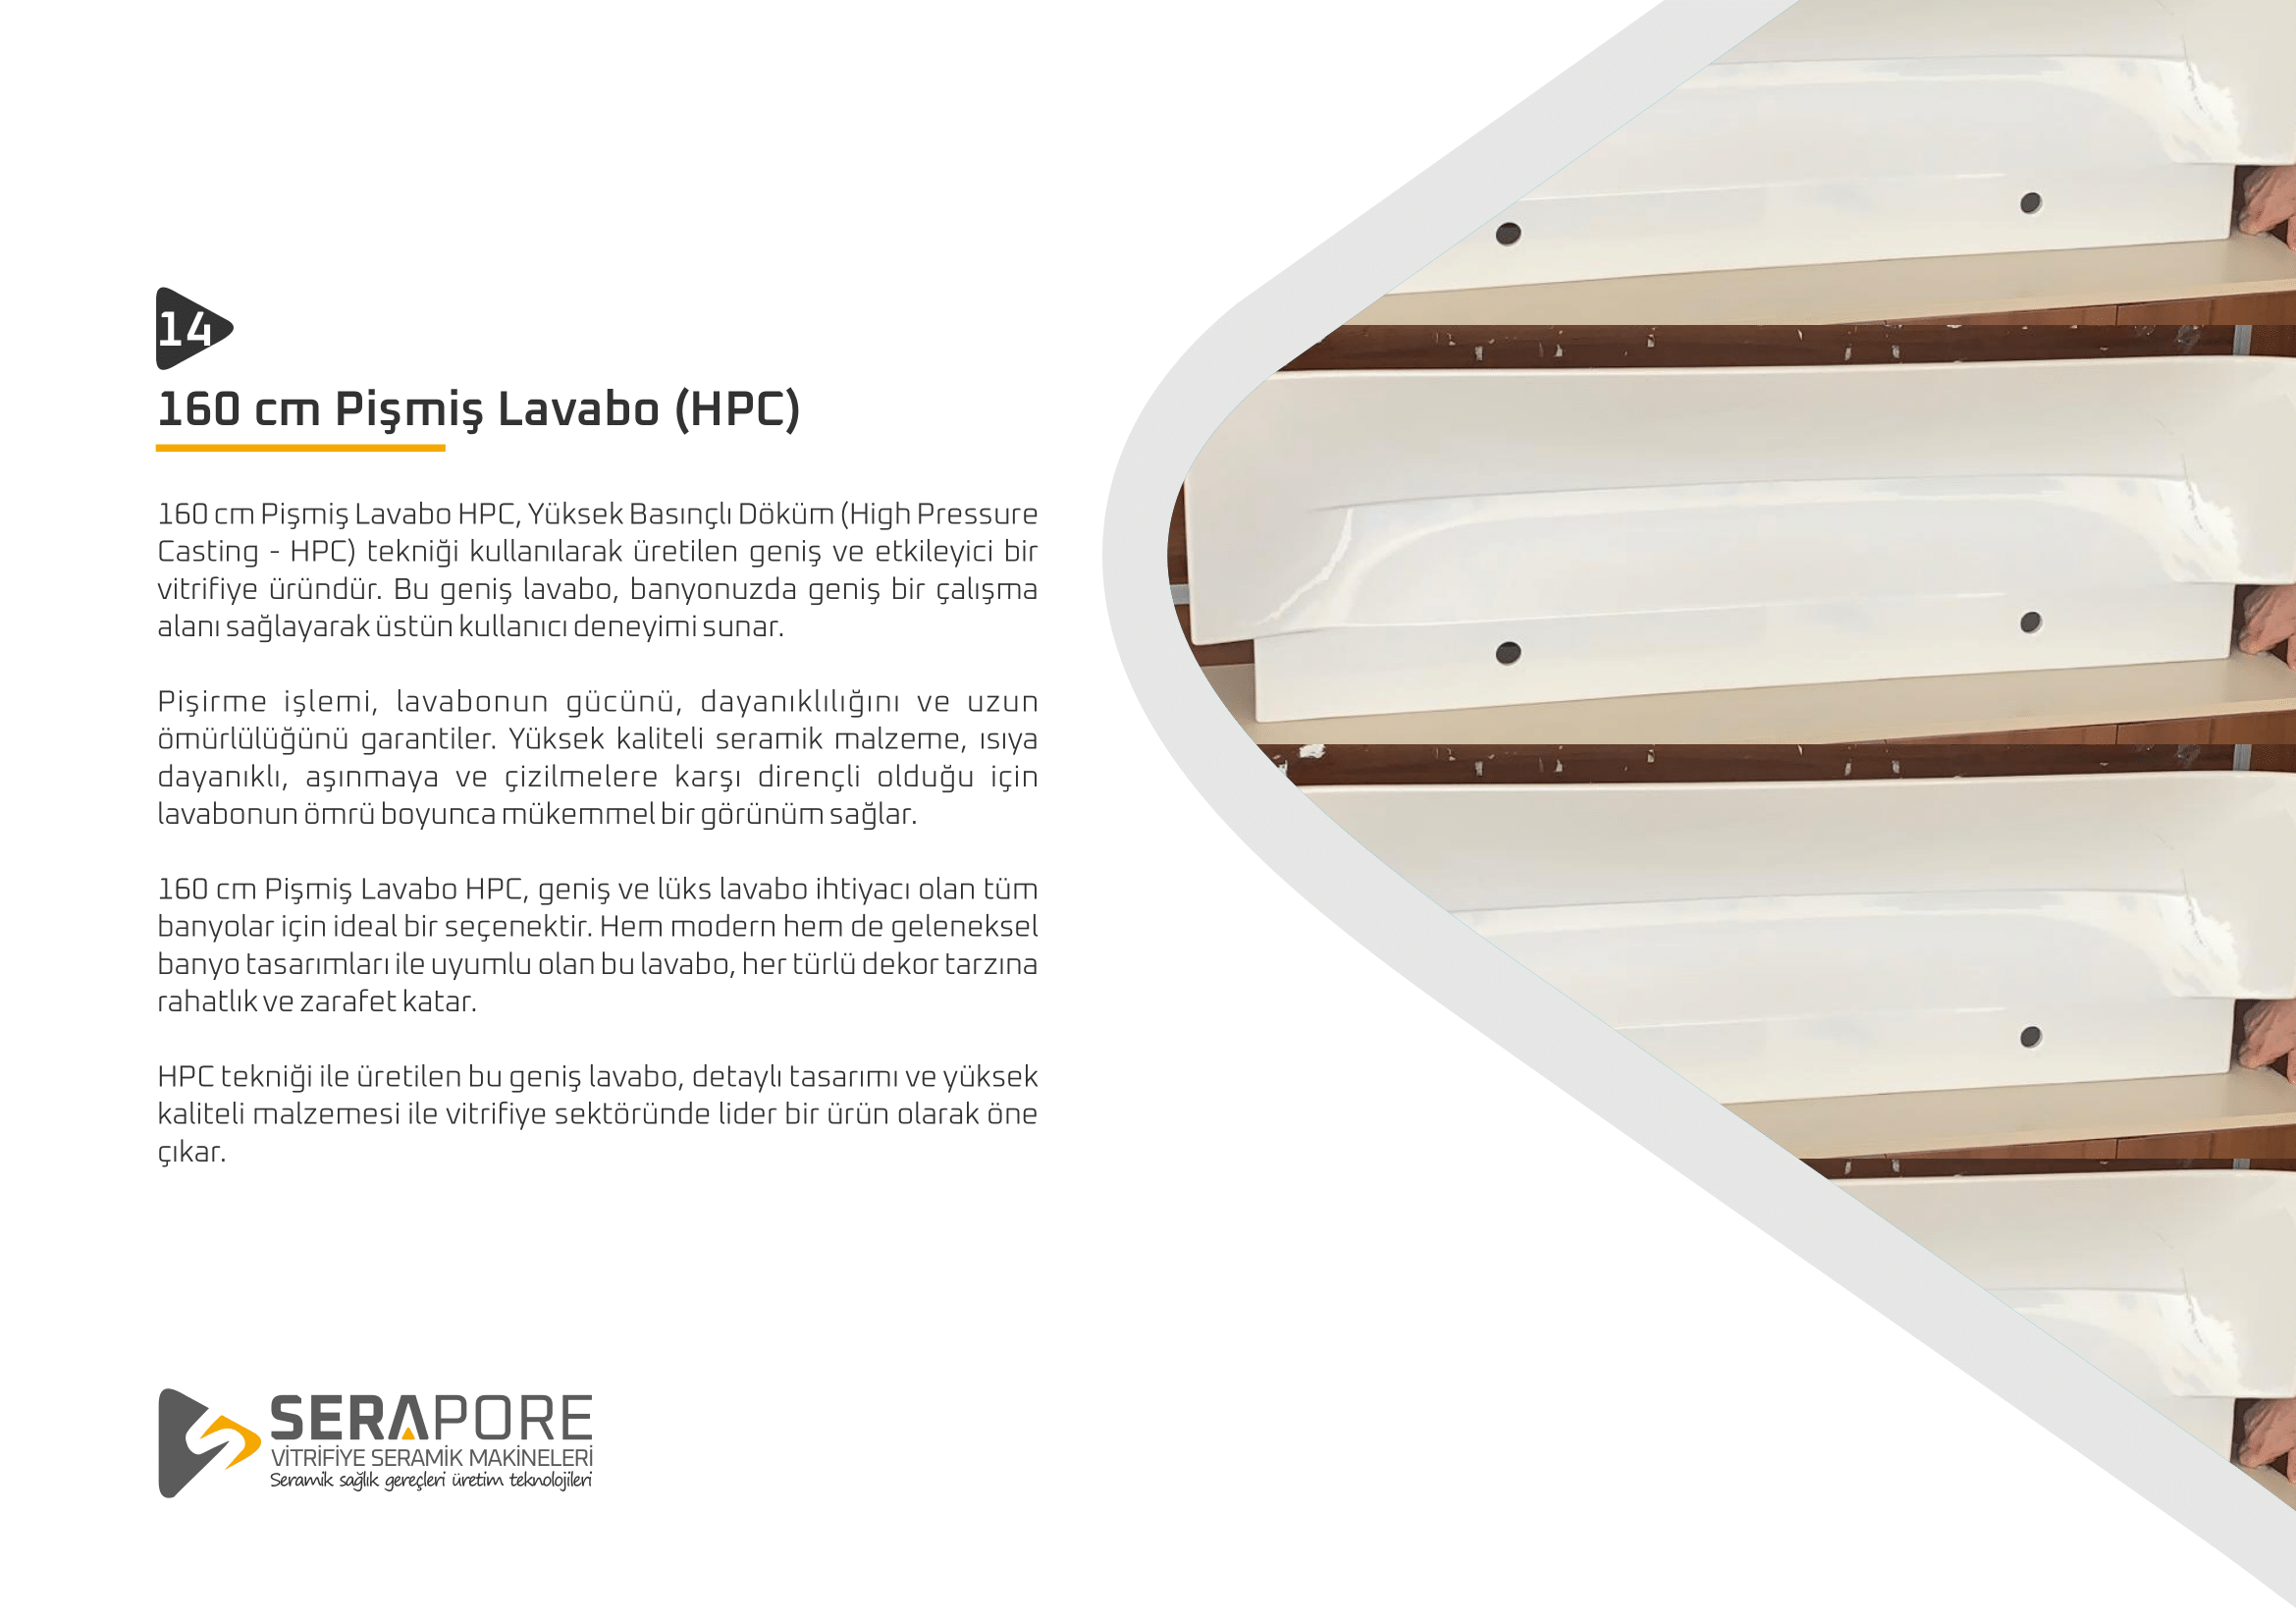 14
160 cm Pişmiş Lavabo (HPC)
160 cm Pişmiş Lavabo HPC, Yüksek Basınçlı Döküm (High Pressure
Casting - HPC) tekniği kullanılarak üretilen geniş ve etkileyici bir
vitrifiye üründür. Bu geniş lavabo, banyonuzda geniş bir çalışma
alanı sağlayarak üstün kullanıcı deneyimi sunar.
Pişirme işlemi, lavabonun gücünü, dayanıklılığını ve uzun
ömürlülüğünü garantiler. Yüksek kaliteli seramik malzeme, ısıya
dayanıklı, aşınmaya ve çizilmelere karşı dirençli olduğu için
lavabonun ömrü boyunca mükemmel bir görünüm sağlar.
160 cm Pişmiş Lavabo HPC, geniş ve lüks lavabo ihtiyacı olan tüm
banyolar için ideal bir seçenektir. Hem modern hem de geleneksel
banyo tasarımları ile uyumlu olan bu lavabo, her türlü dekor tarzına
rahatlık ve zarafet katar.
HPC tekniği ile üretilen bu geniş lavabo, detaylı tasarımı ve yüksek
kaliteli malzemesi ile vitrifiye sektöründe lider bir ürün olarak öne
çıkar.
SERAPORE
VİTRİFİYE SERAMİK MAKİNELERİ
Seramik sağlık gereçleri üretim teknolojileri